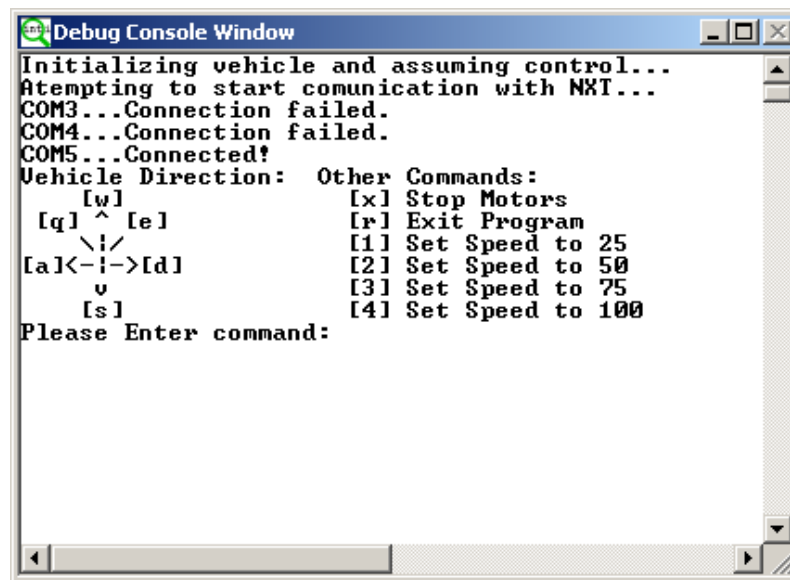 Debug Console Window
Initializing vehicle and assuming control...
Atempting to start comunication with NXT...
COM3...Connection failed.
COM4...Connection failed.
COM5...Connected!
Vehicle Direction:  Other Commands:
    [w]              [x] Stop Motors
 [q] ^ [e]           [r] Exit Program
    \¦/              [1] Set Speed to 25
[a]<-¦->[d]          [2] Set Speed to 50
     v               [3] Set Speed to 75
    [s]              [4] Set Speed to 100
Please Enter command: